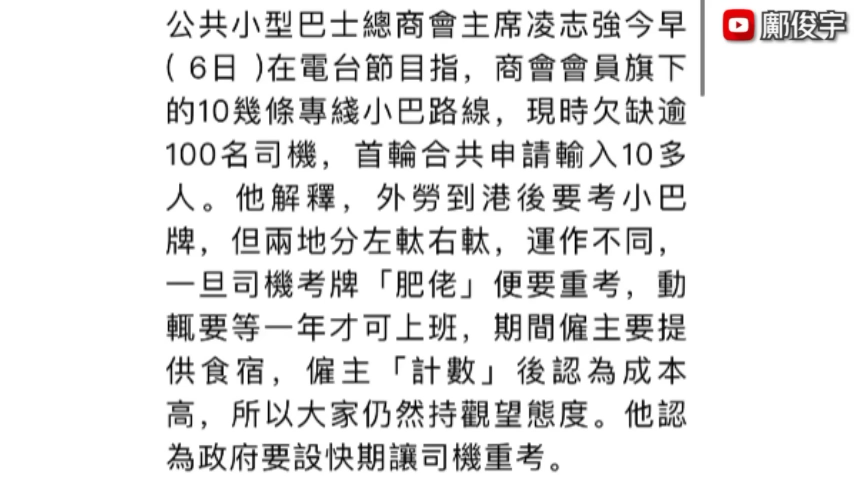 公共小型巴士總商會主席凌志強今早
( 6日 )在電台節目指，商會會員旗下
的10幾條專綫小巴路線，現時欠缺逾
100名司機，首輪合共申請輸入10多
人。他解釋，外勞到港後要考小巴
牌，但兩地分左軚右軚，運作不同，
一旦司機考牌「肥佬」便要重考，動
輒要等一年才可上班，期間僱主要提
供食宿，僱主「計數」後認為成本
高，所以大家仍然持觀望態度。他認
為政府要設快期讓司機重考。
鄺俊宇